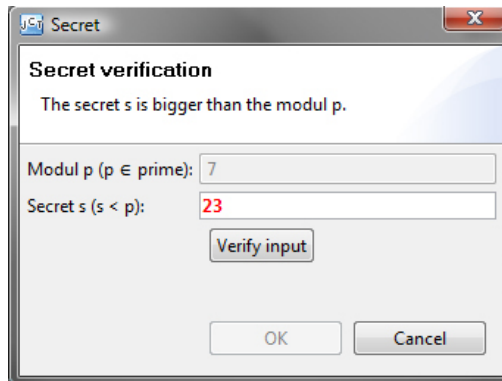 JCT Secret
Secret verification
The secret s is bigger than the modul p.
Modul p (p ∈ prime): 7
Secret s (s < p): 23
Verify input
OK Cancel